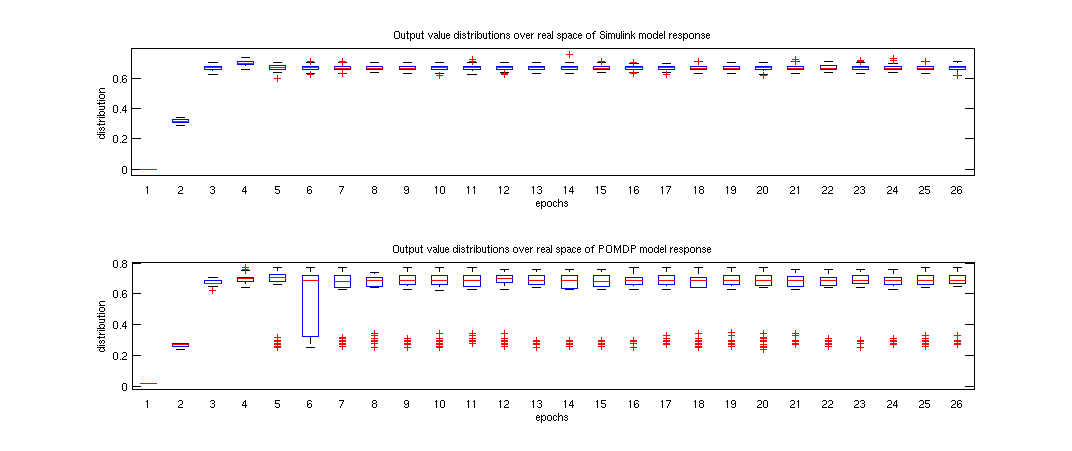 Output value distributions over real space of Simulink model response
0.6
0.4
0.2
0
distribution
1 2 3 4 5 6 7 8 9 10 11 12 13 14 15 16 17 18 19 20 21 22 23 24 25 26
epochs
Output value distributions over real space of POMDP model response
0.8
0.6
0.4
0.2
0
distribution
1 2 3 4 5 6 7 8 9 10 11 12 13 14 15 16 17 18 19 20 21 22 23 24 25 26
epochs